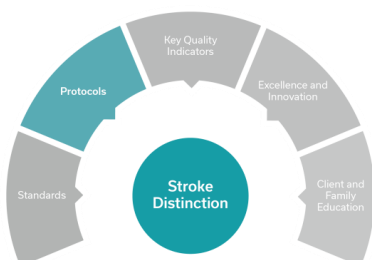 Key Quality
Indicators
Protocols
Excellence and
Innovation
Standards
Stroke
Distinction
Client and
Family
Education